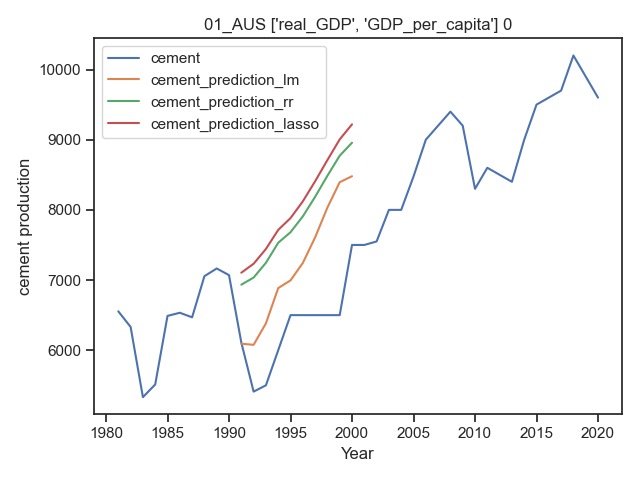 01_AUS ['real_GDP', 'GDP_per_capita'] 0
cement
cement_prediction_lm
cement_prediction_rr
cement_prediction_lasso
cement production
10000
9000
8000
7000
6000
1980 1985 1990 1995 2000 2005 2010 2015 2020
Year